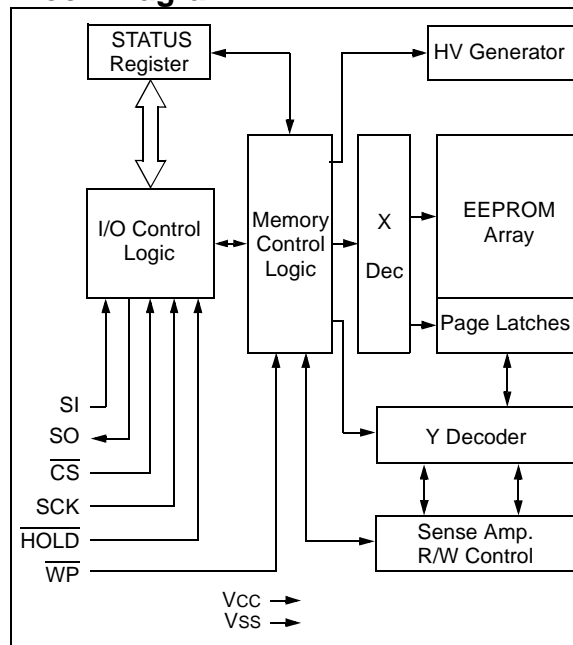 STATUS
Register
HV Generator
I/O Control
Logic
Memory
Control
Logic
X
Dec
EEPROM
Array
Page Latches
SI
SO
CS
SCK
HOLD
WP
Y Decoder
Sense Amp.
R/W Control
VCC
VSS